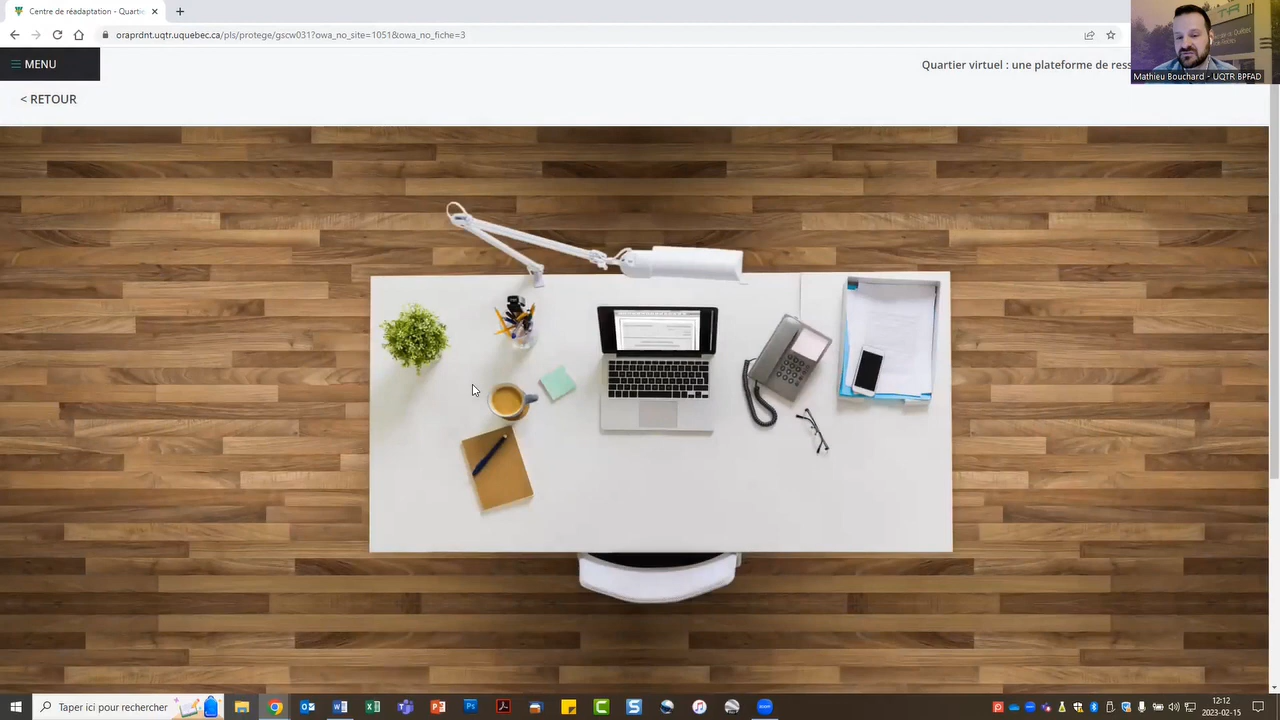 Centre de réadaptation - Quartie
oraprdnt.uqtr.uquebec.ca/pls/protege/gscw031?owa_no_site=1051&owa_no_fiche=3
MENU
Quartier virtuel : une plateforme de ress
Mathieu Bouchard - UQTR BPFAD
< RETOUR
Taper ici pour rechercher
12:12
2023-02-15